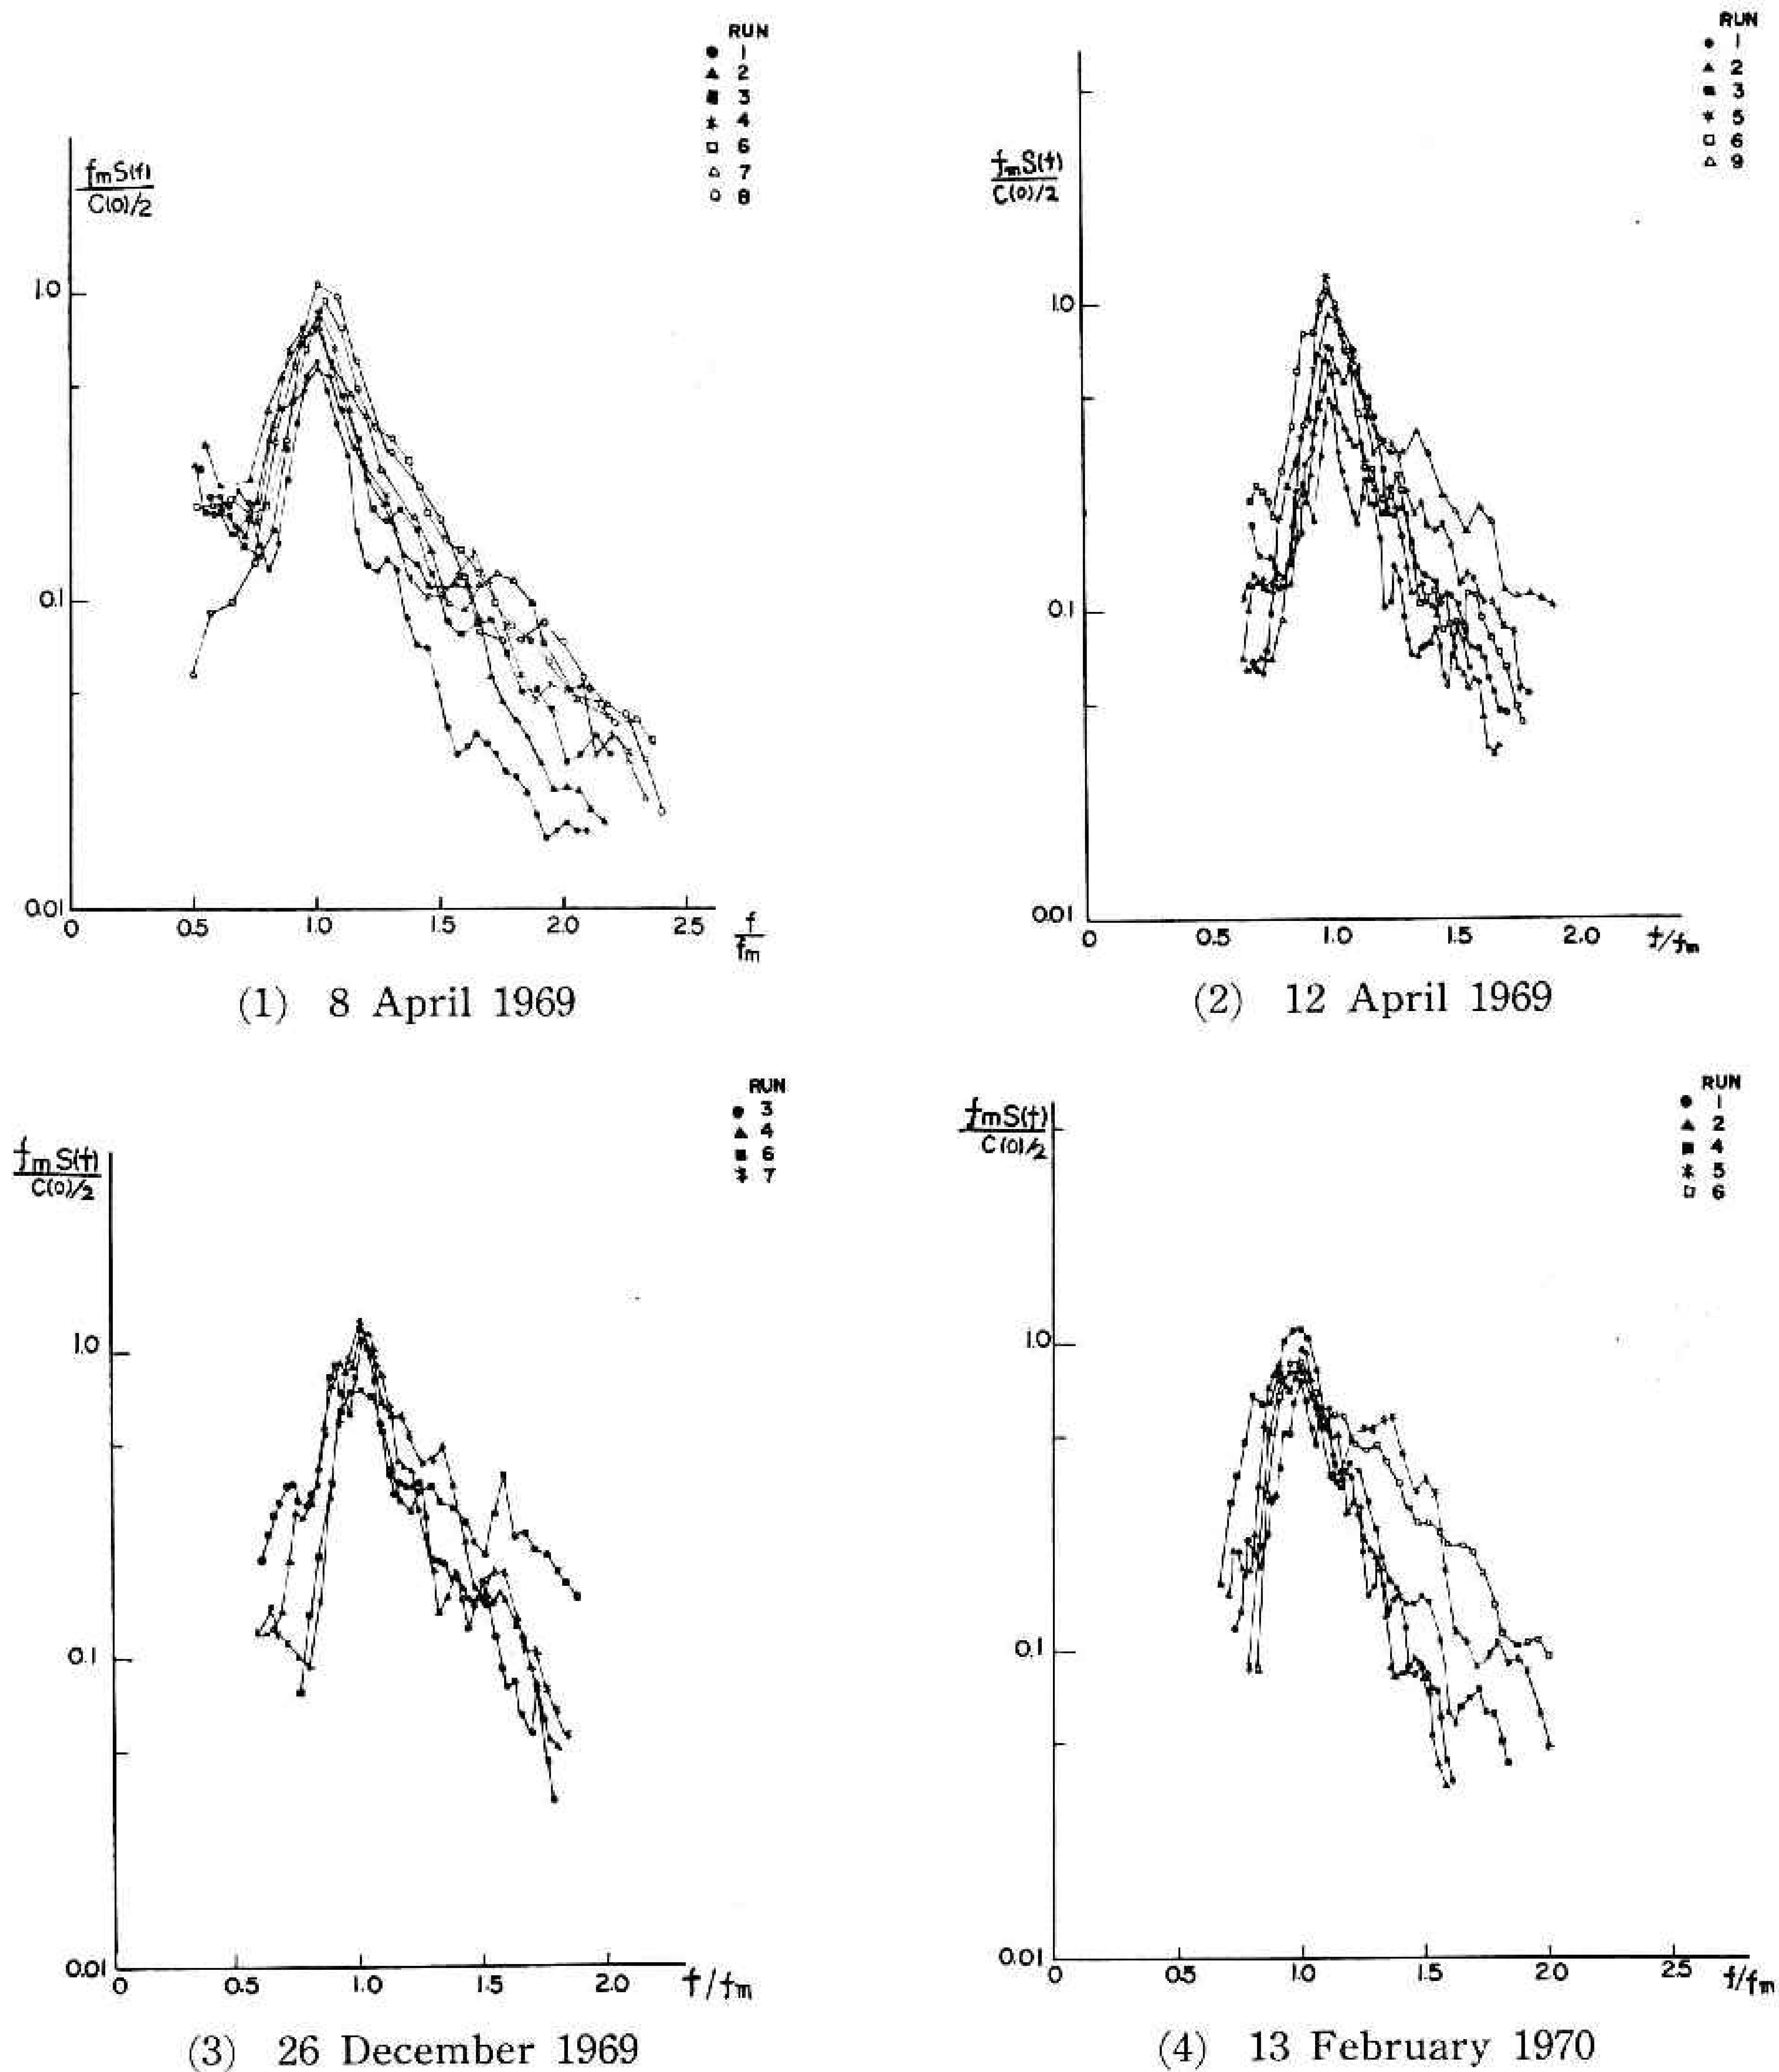 RUN
1
2
3
4
6
7
8
fmS(f)
C(0)/2
1.0
0.1
0.01
0 0.5 1.0 1.5 2.0 2.5 f
fm
(1) 8 April 1969
RUN
1
2
3
5
6
9
fmS(f)
C(0)/2
1.0
0.1
0.01
0 0.5 1.0 1.5 2.0 f/fm
(2) 12 April 1969
RUN
3
4
6
7
fmS(f)
C(0)/2
1.0
0.1
0.01
0 0.5 1.0 1.5 2.0 f/fm
(3) 26 December 1969
RUN
1
2
4
5
6
fmS(f)
C(0)/2
1.0
0.1
0.01
0 0.5 1.0 1.5 2.0 2.5 f/fm
(4) 13 February 1970